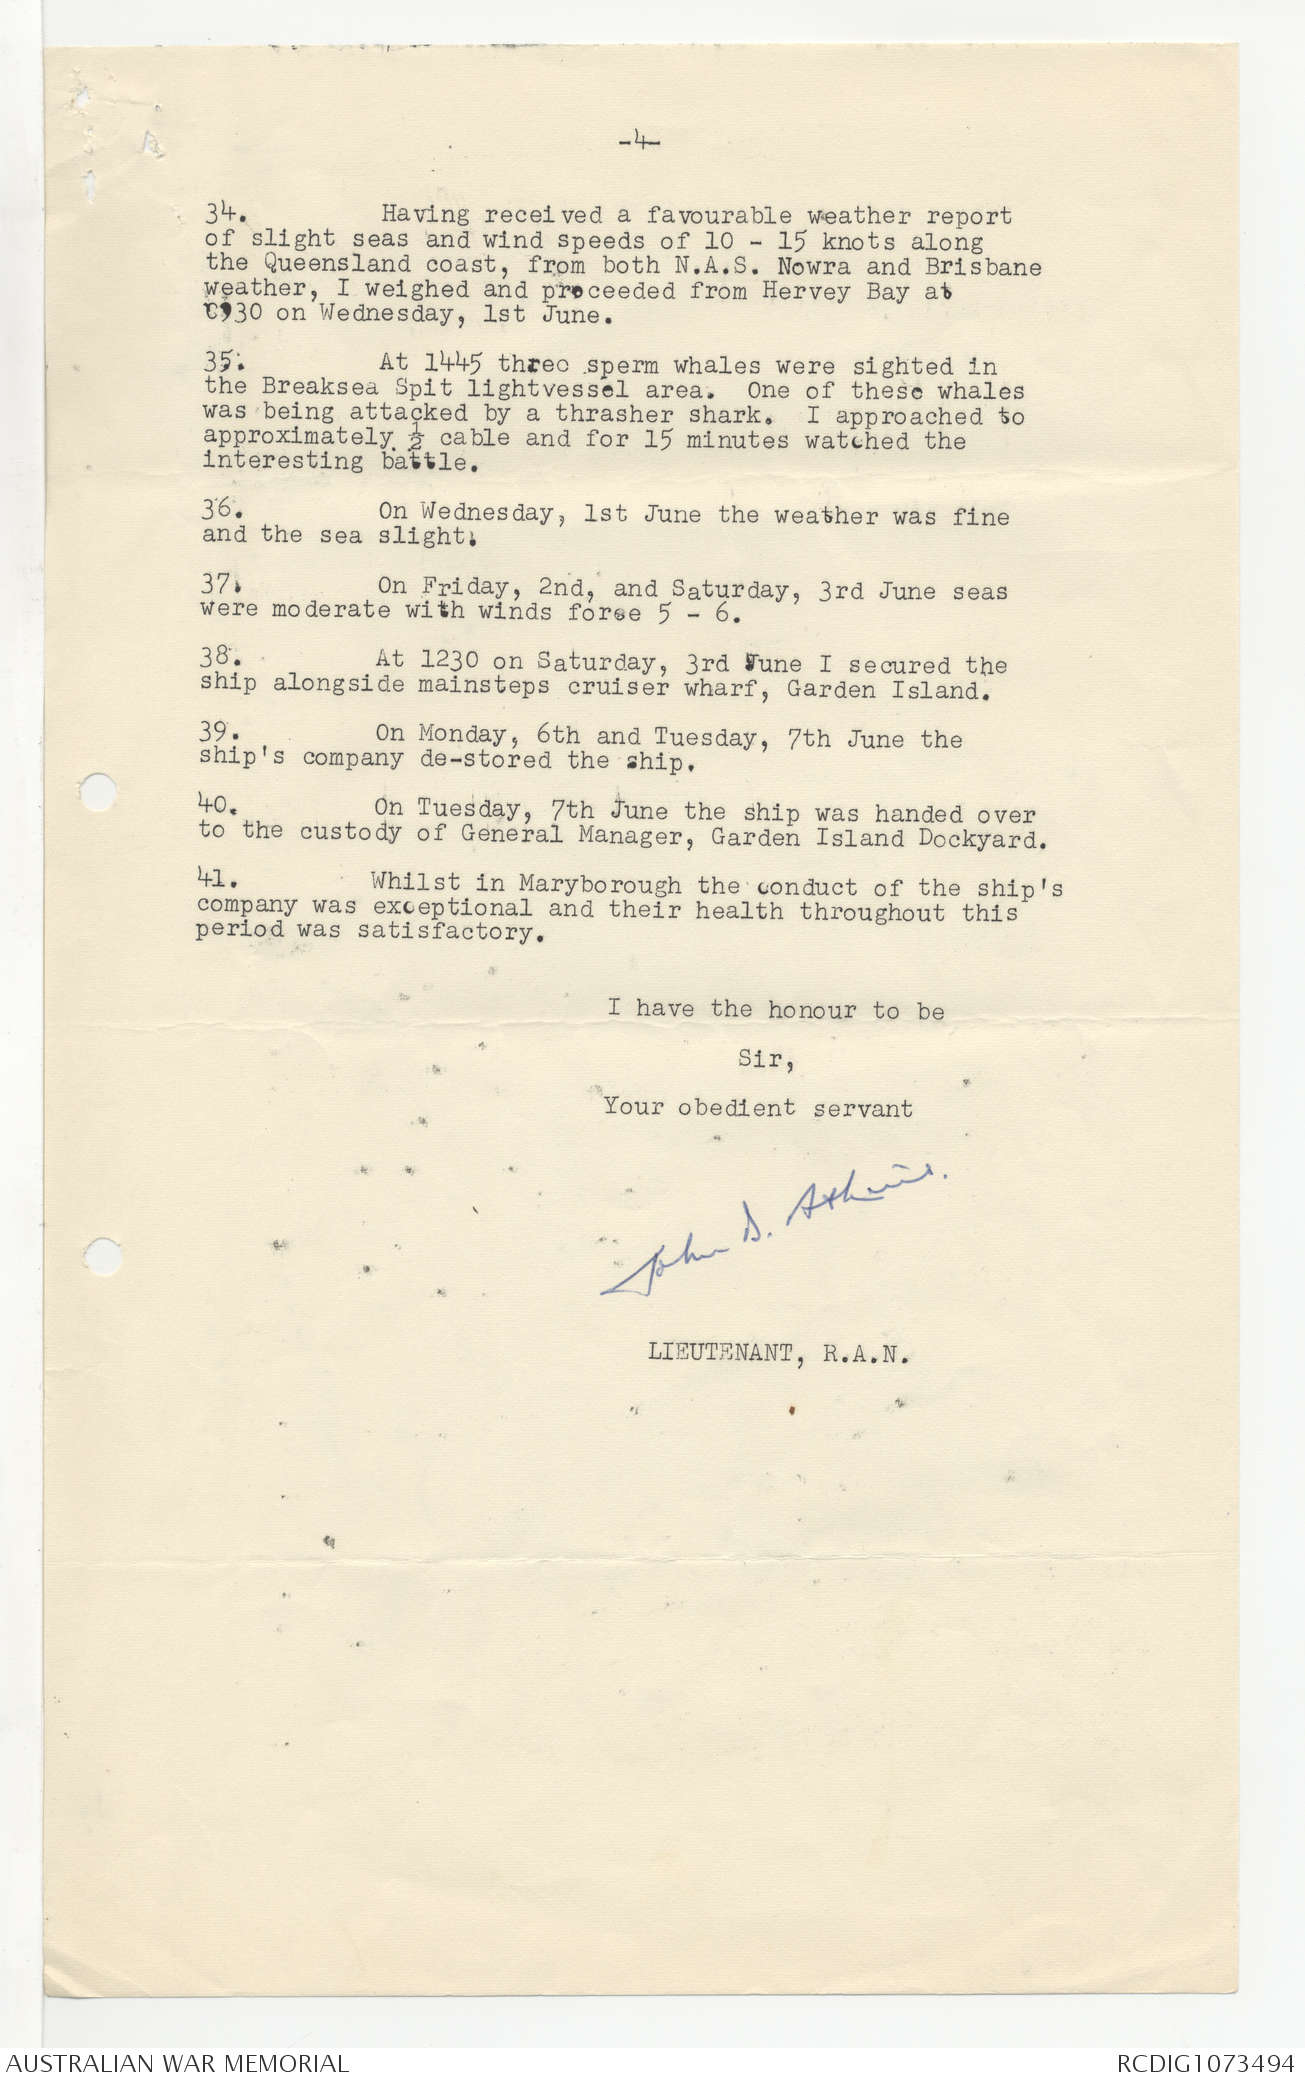 -4-
34. Having received a favourable weather report
of slight seas and wind speeds of 10 - 15 knots along
the Queensland coast, from both N.A.S. Nowra and Brisbane
weather, I weighed and proceeded from Hervey Bay at
0930 on Wednesday, 1st June.
35. At 1445 three sperm whales were sighted in
the Breaksea Spit lightvessel area. One of these whales
was being attacked by a thrasher shark. I approached to
approximately ½ cable and for 15 minutes watched the
interesting battle.
36. On Wednesday, 1st June the weather was fine
and the sea slight.
37. On Friday, 2nd, and Saturday, 3rd June seas
were moderate with winds force 5 - 6.
38. At 1230 on Saturday, 3rd June I secured the
ship alongside mainsteps cruiser wharf, Garden Island.
39. On Monday, 6th and Tuesday, 7th June the
ship's company de-stored the ship.
40. On Tuesday, 7th June the ship was handed over
to the custody of General Manager, Garden Island Dockyard.
41. Whilst in Maryborough the conduct of the ship's
company was exceptional and their health throughout this
period was satisfactory.
I have the honour to be
Sir,
Your obedient servant
John D.
LIEUTENANT, R.A.N.
AUSTRALIAN WAR MEMORIAL
RCDIG1073494